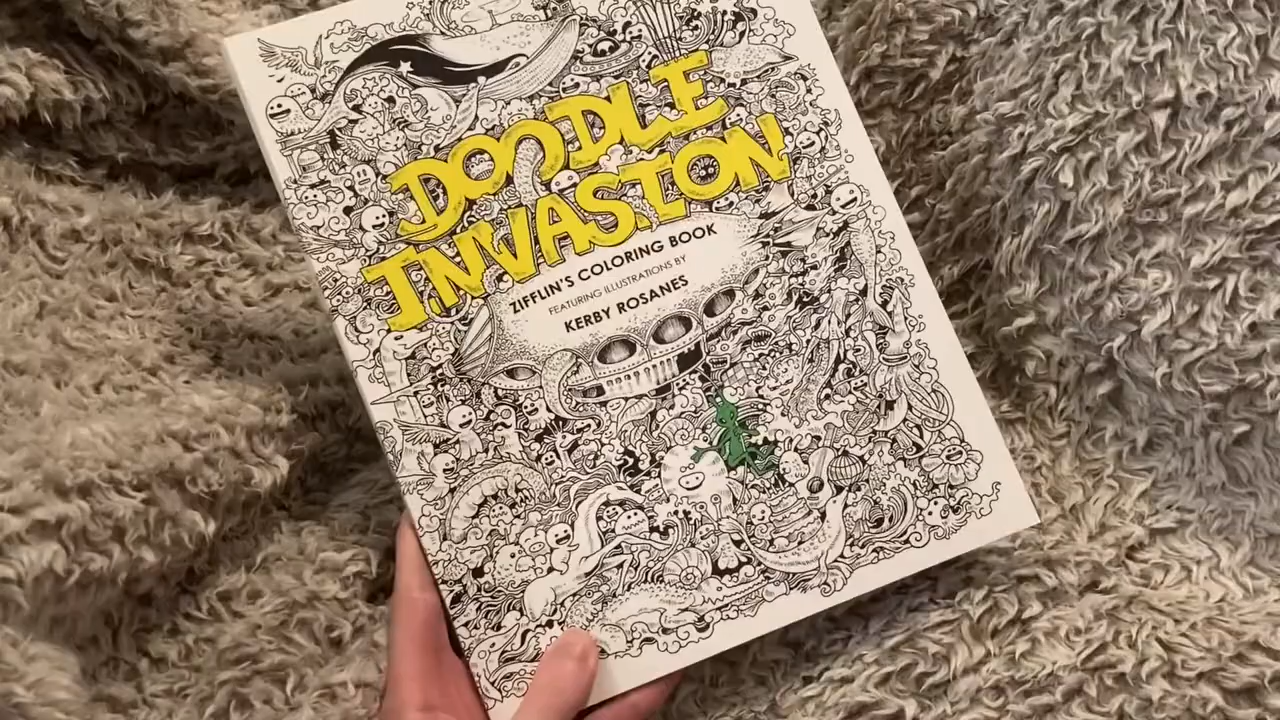 DOODLE
INVASION
ZIFFLIN'S COLORING BOOK
FEATURING ILLUSTRATIONS BY
KERBY ROSANES